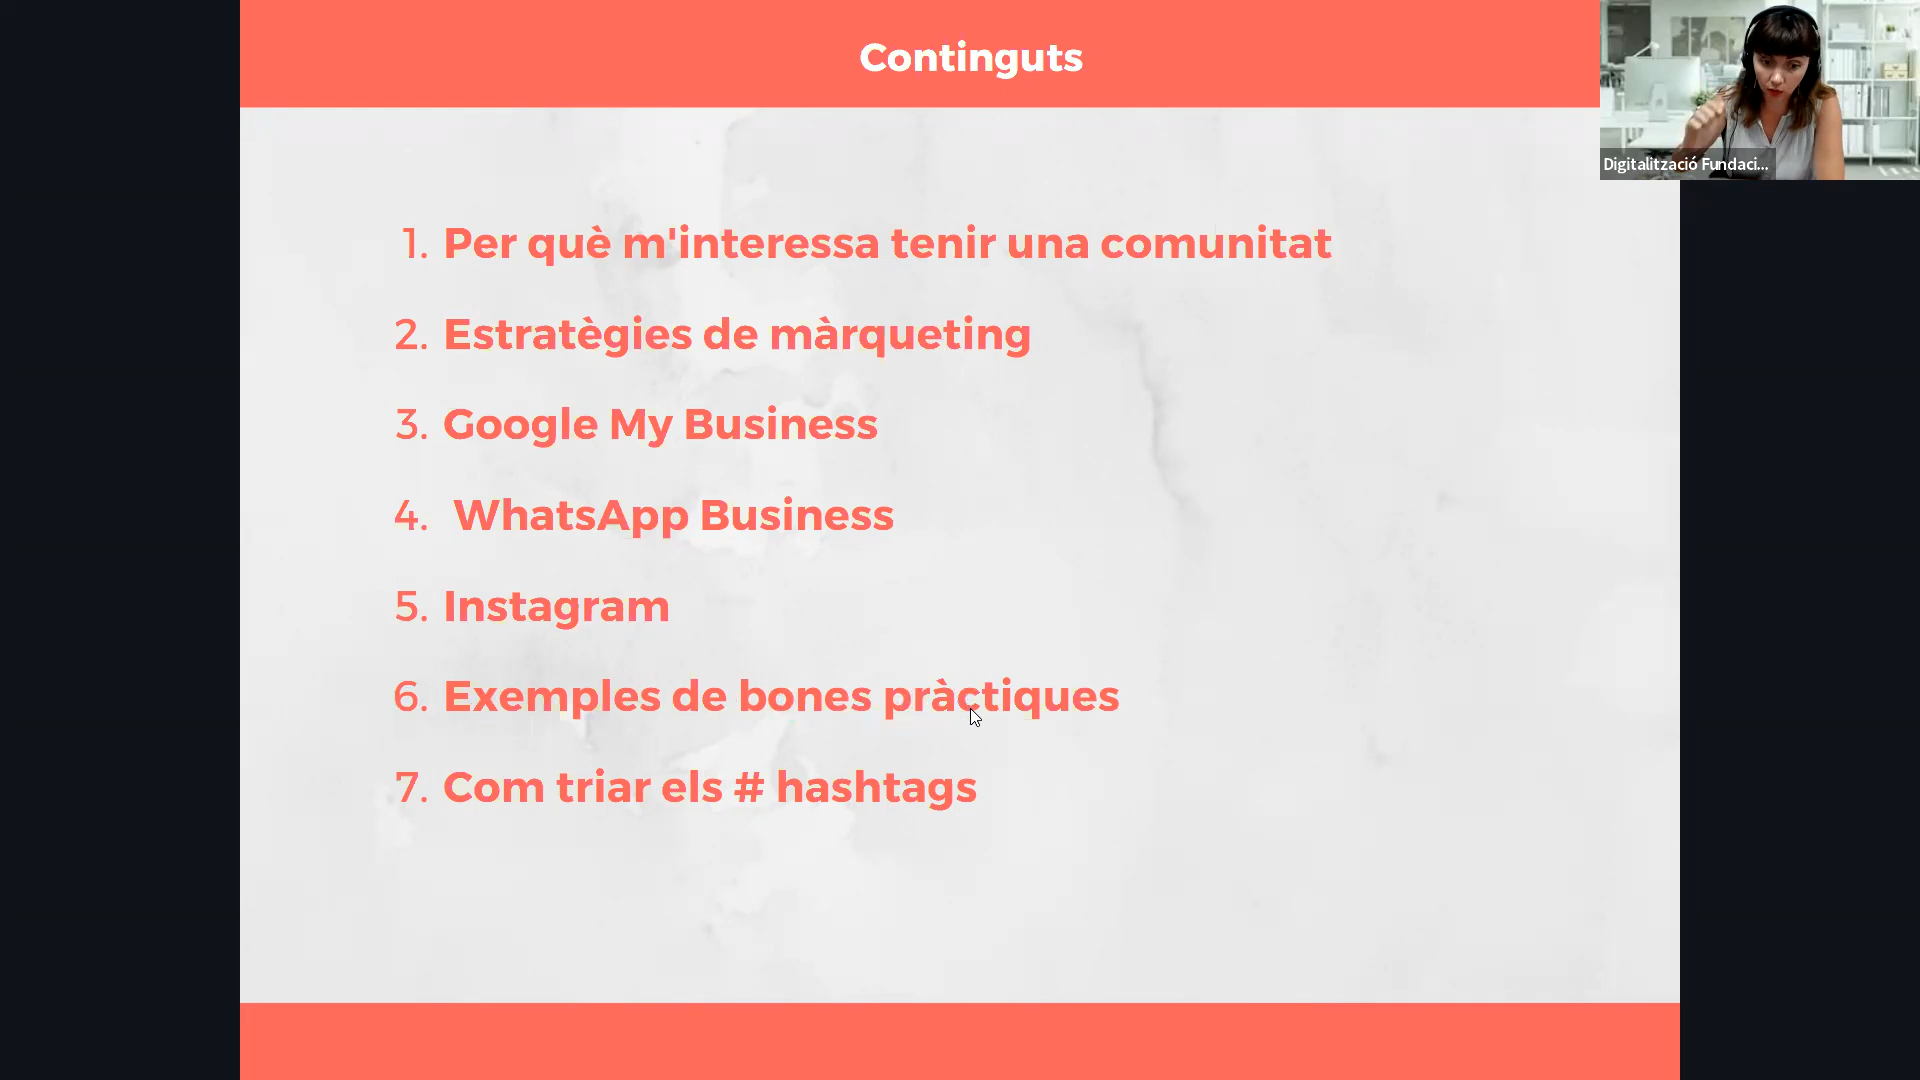 Continguts
Digitalització Fundaci...
1. Per què m'interessa tenir una comunitat
2. Estratègies de màrqueting
3. Google My Business
4. WhatsApp Business
5. Instagram
6. Exemples de bones pràctiques
7. Com triar els # hashtags